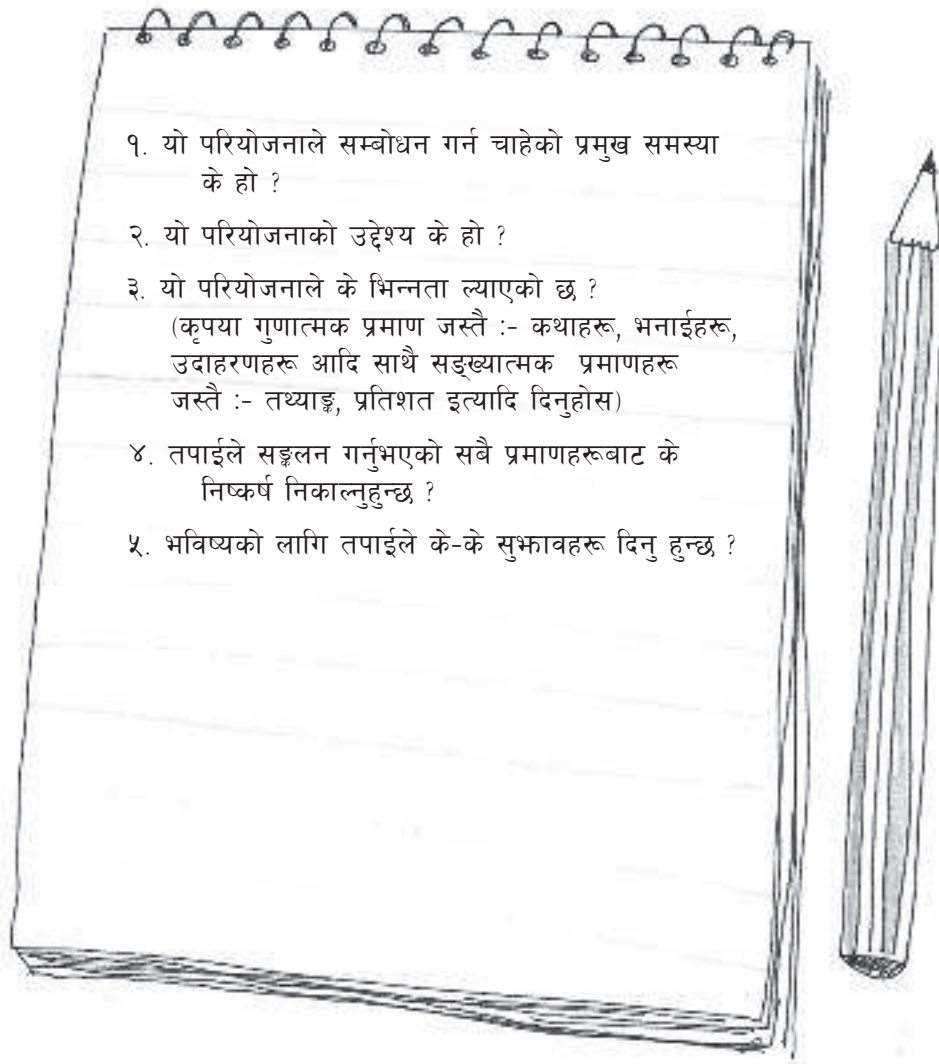 १. यो परियोजनाले सम्बोधन गर्न चाहेको प्रमुख समस्या
के हो ?
२. यो परियोजनाको उद्देश्य के हो ?
३. यो परियोजनाले के भिन्नता ल्याएको छ ?
(कृपया गुणात्मक प्रमाण जस्तै :- कथाहरू, भनाईहरू,
उदाहरणहरू आदि साथै सङ्ख्यात्मक प्रमाणहरू
जस्तै :- तथ्याङ्क, प्रतिशत इत्यादि दिनुहोस)
४. तपाईले सङ्कलन गर्नुभएको सबै प्रमाणहरूबाट के
निष्कर्ष निकाल्नुहुन्छ ?
५. भविष्यको लागि तपाईले के-के सुझावहरू दिनु हुन्छ ?